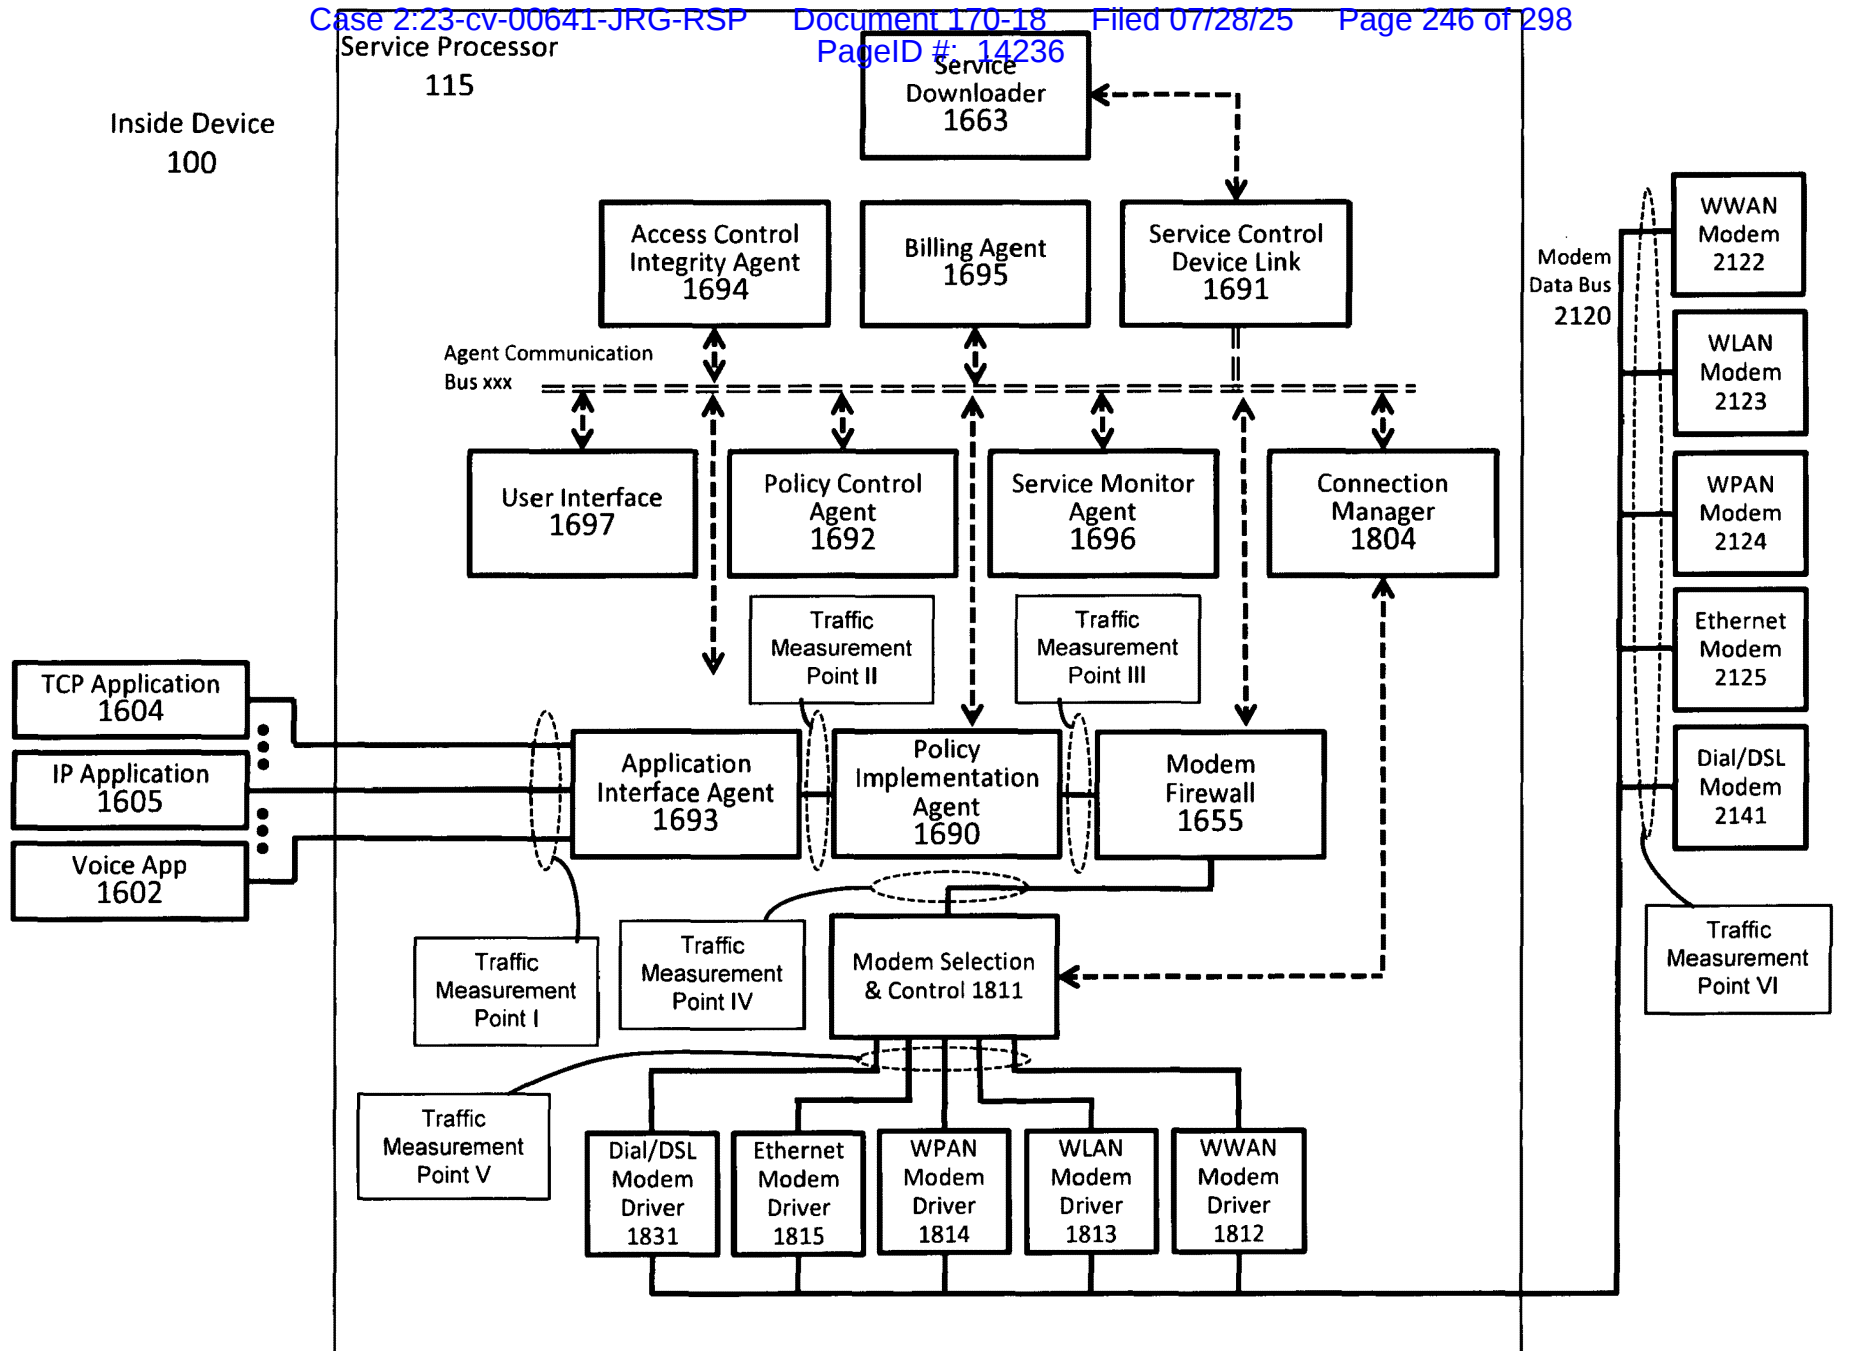 Case 2:23-cv-00641-JRG-RSP Document 170-18 Filed 07/28/25 Page 246 of 298
PageID #: 14236
Service Processor
115
Inside Device
100
Service
Downloader
1663
Access Control
Integrity Agent
1694
Billing Agent
1695
Service Control
Device Link
1691
Agent Communication
Bus xxx
User Interface
1697
Policy Control
Agent
1692
Service Monitor
Agent
1696
Connection
Manager
1804
Traffic
Measurement
Point II
Traffic
Measurement
Point III
TCP Application
1604
IP Application
1605
Voice App
1602
Application
Interface Agent
1693
Policy
Implementation
Agent
1690
Modem
Firewall
1655
Traffic
Measurement
Point I
Traffic
Measurement
Point IV
Modem Selection
& Control 1811
Traffic
Measurement
Point V
Dial/DSL
Modem
Driver
1831
Ethernet
Modem
Driver
1815
WPAN
Modem
Driver
1814
WLAN
Modem
Driver
1813
WWAN
Modem
Driver
1812
Modem
Data Bus
2120
WWAN
Modem
2122
WLAN
Modem
2123
WPAN
Modem
2124
Ethernet
Modem
2125
Dial/DSL
Modem
2141
Traffic
Measurement
Point VI